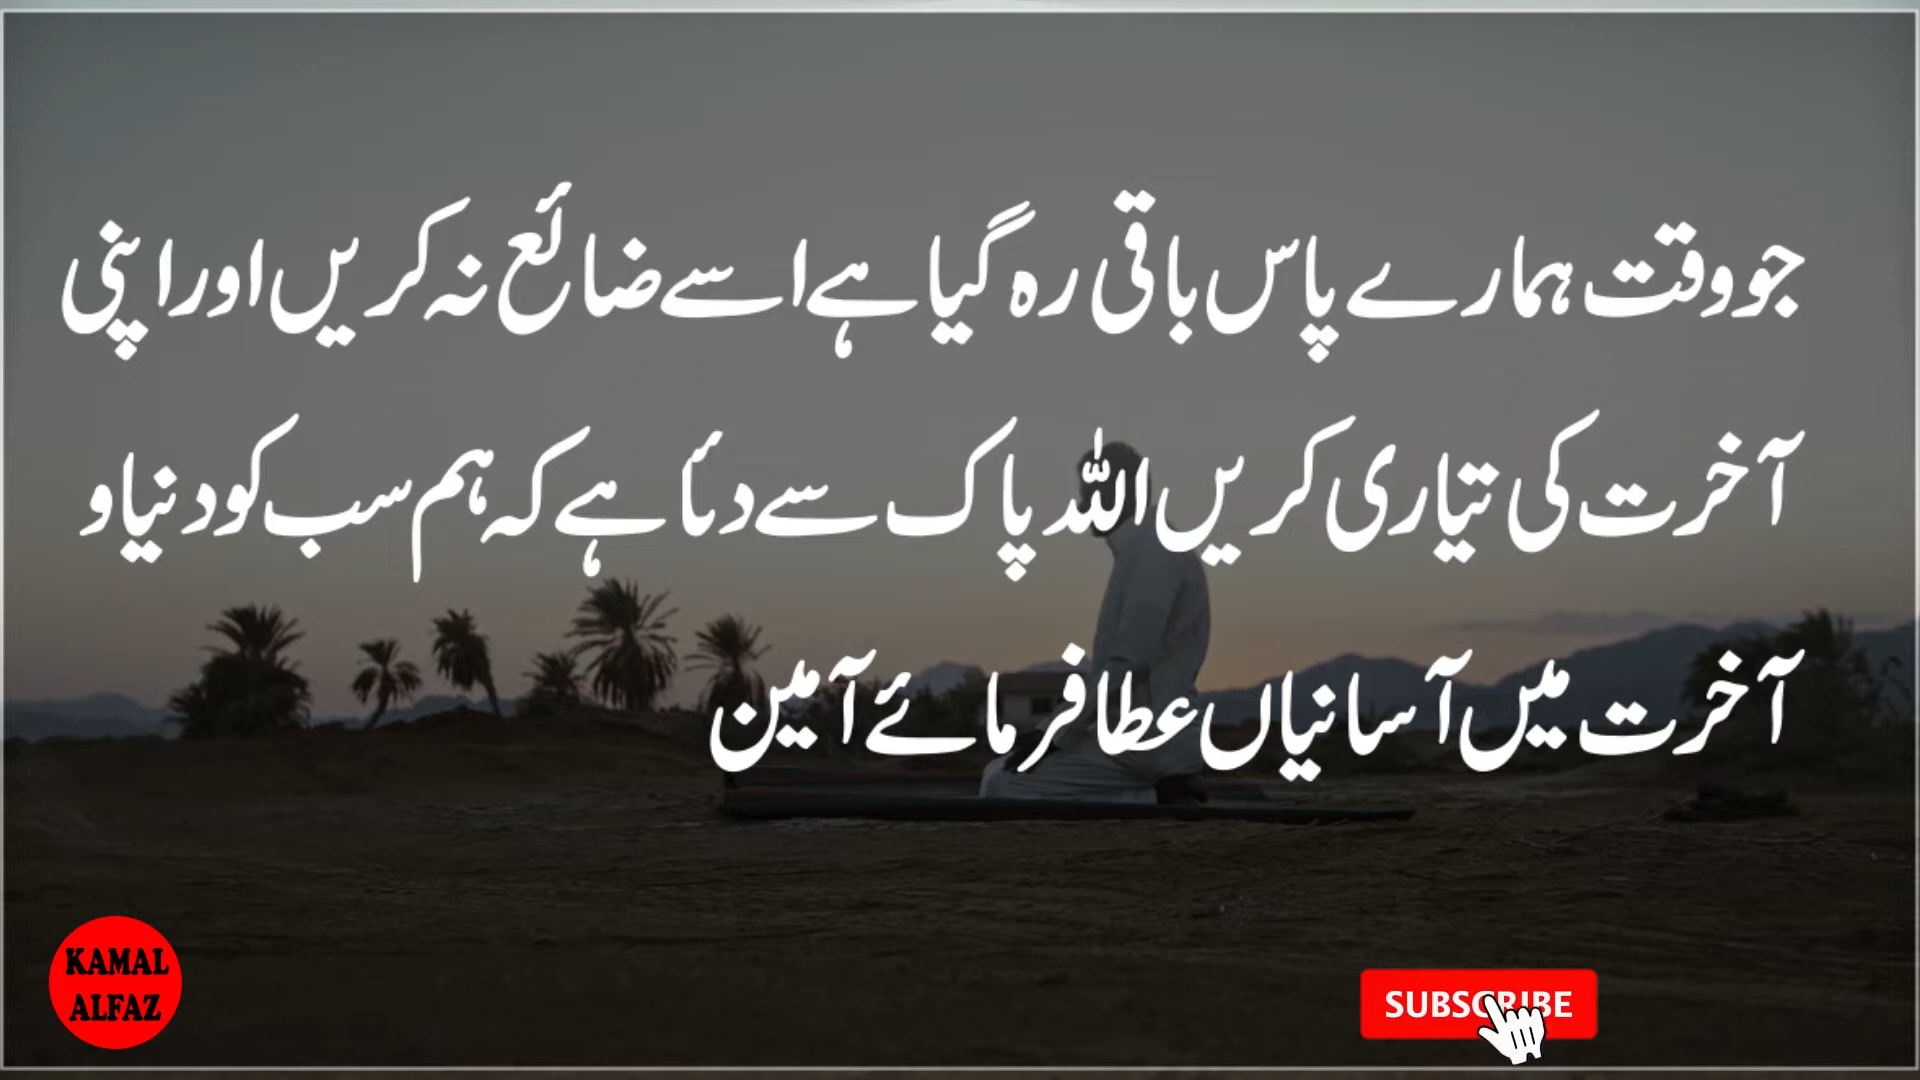 جو وقت ہمارے پاس باقی رہ گیا ہے اسے ضائع نہ کریں اور اپنی
آخرت کی تیاری کریں اللہ پاک سے دئا ہے کہ ہم سب کو دنیا و
آخرت میں آسانیاں عطا فرمائے آمین
KAMAL
ALFAZ
SUBSCRIBE